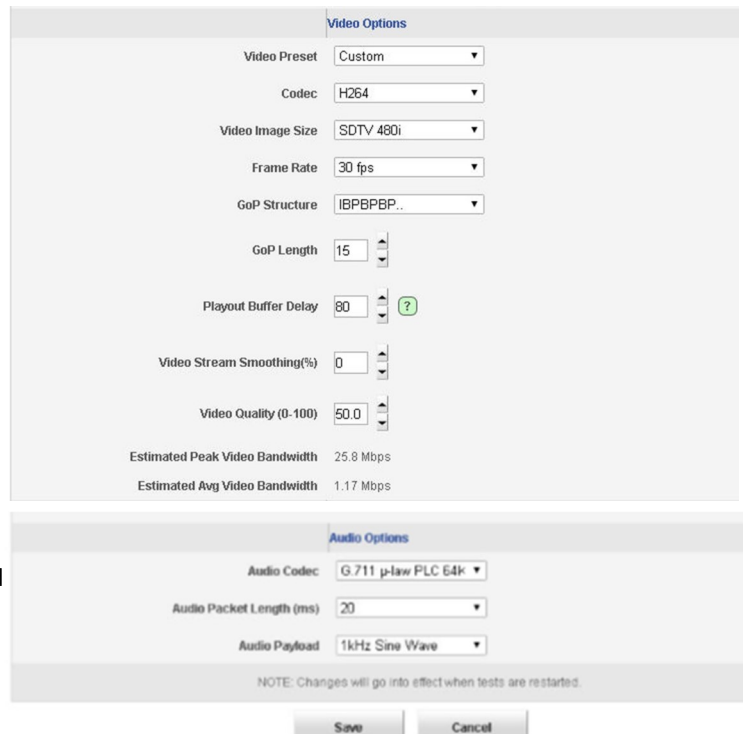 Video Options
Video Preset Custom
Codec H264
Video Image Size SDTV 480i
Frame Rate 30 fps
GoP Structure IBPBPBP..
GoP Length 15
Playout Buffer Delay 80 ?
Video Stream Smoothing(%) 0
Video Quality (0-100) 50.0
Estimated Peak Video Bandwidth 25.8 Mbps
Estimated Avg Video Bandwidth 1.17 Mbps
Audio Options
Audio Codec G.711 µ-law PLC 64K
Audio Packet Length (ms) 20
Audio Payload 1kHz Sine Wave
NOTE: Changes will go into effect when tests are restarted.
Save Cancel